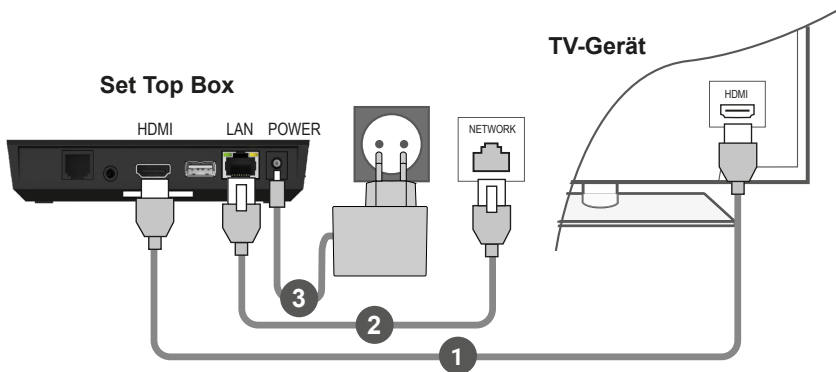 TV-Gerät
Set Top Box
HDMI
HDMI LAN POWER
NETWORK
3
2
1